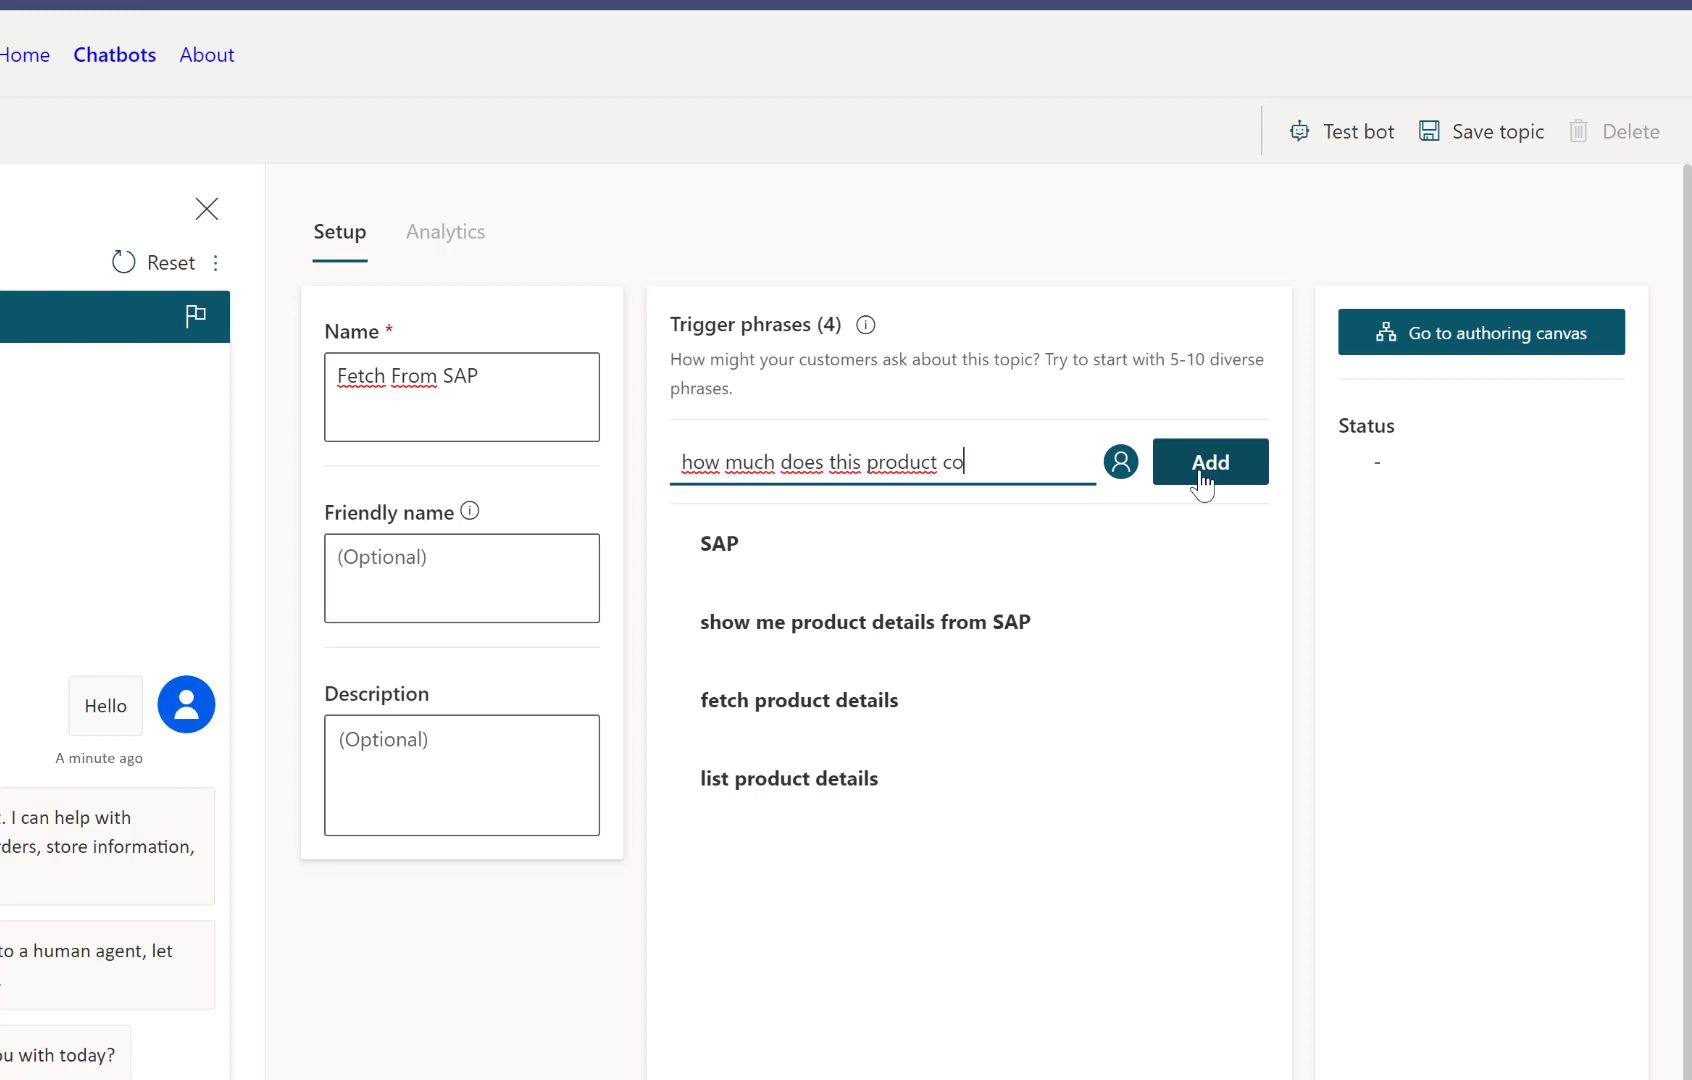 Home Chatbots About
Test bot Save topic Delete
Reset
Hello
A minute ago
. I can help with
ders, store information,
to a human agent, let
ou with today?
Setup Analytics
Name *
Fetch From SAP
Friendly name
(Optional)
Description
(Optional)
Trigger phrases (4)
How might your customers ask about this topic? Try to start with 5-10 diverse
phrases.
how much does this product co
Add
SAP
show me product details from SAP
fetch product details
list product details
Go to authoring canvas
Status
-